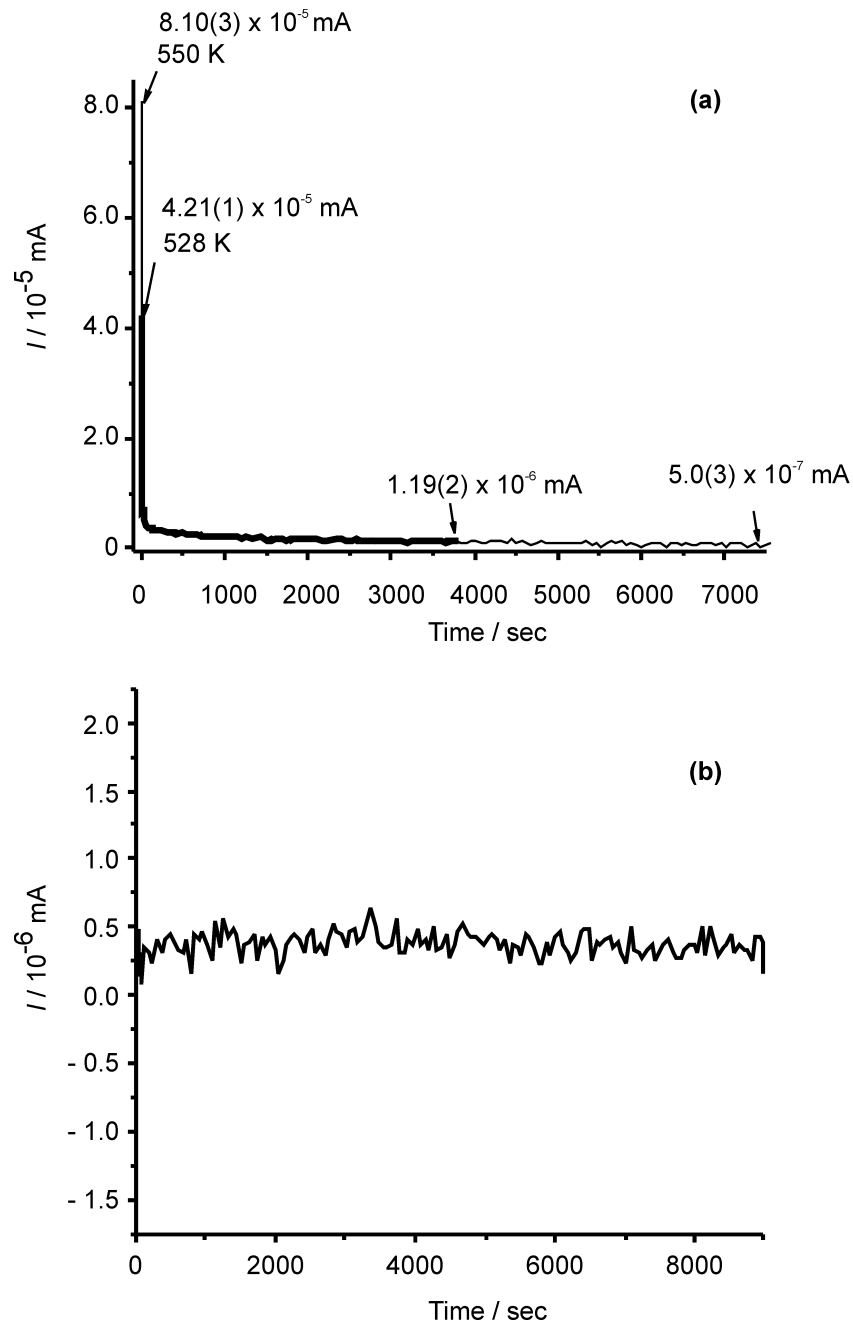 8.10(3) x 10⁻⁵ mA
550 K
(a)
8.0
4.21(1) x 10⁻⁵ mA
528 K
6.0
I / 10⁻⁵ mA
4.0
2.0
1.19(2) x 10⁻⁶ mA
5.0(3) x 10⁻⁷ mA
0
0 1000 2000 3000 4000 5000 6000 7000
Time / sec
2.0
(b)
1.5
1.0
I / 10⁻⁶ mA
0.5
0.0
- 0.5
- 1.0
- 1.5
0 2000 4000 6000 8000
Time / sec